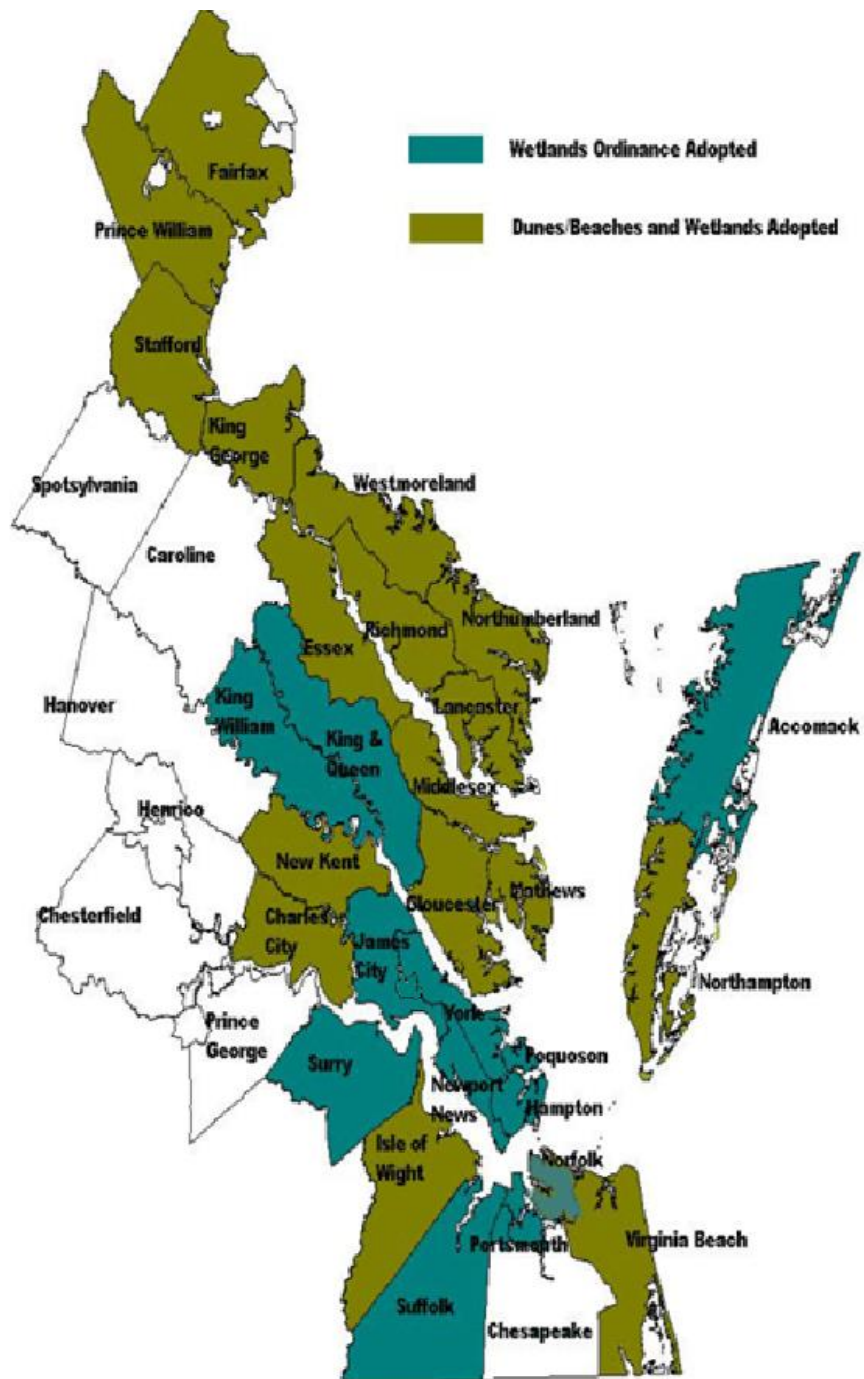 Wetlands Ordinance Adopted
Dunes/Beaches and Wetlands Adopted
Fairfax
Prince William
Stafford
King
George
Westmoreland
Spotsylvania
Caroline
Essex
Richmond
Northumberland
Hanover
King
William
King &
Queen
Lancaster
Accomack
Middlesex
Henrico
New Kent
Gloucester
Mathews
Chesterfield
Charles
City
James
City
Northampton
Prince
George
York
Surry
Poquoson
Newport
News
Hampton
Isle of
Wight
Norfolk
Portsmouth
Virginia Beach
Suffolk
Chesapeake